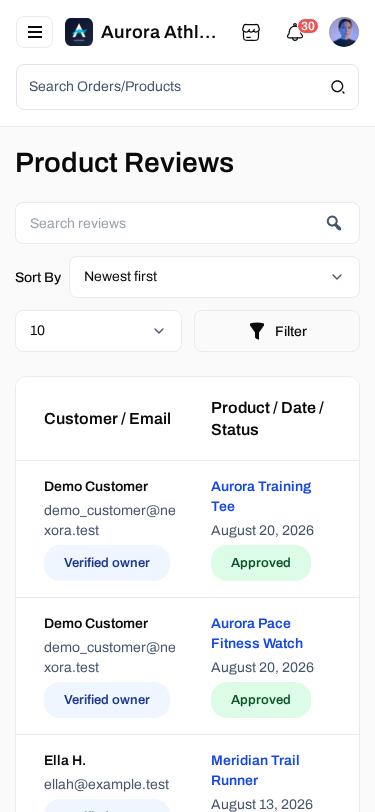 Aurora Athl...
30
Search Orders/Products
Product Reviews
Search reviews
Sort By
Newest first
10
Filter
Customer / Email
Product / Date /
Status
Demo Customer
demo_customer@ne
xora.test
Verified owner
Aurora Training
Tee
August 20, 2026
Approved
Demo Customer
demo_customer@ne
xora.test
Verified owner
Aurora Pace
Fitness Watch
August 20, 2026
Approved
Ella H.
ellah@example.test
Meridian Trail
Runner
August 13, 2026